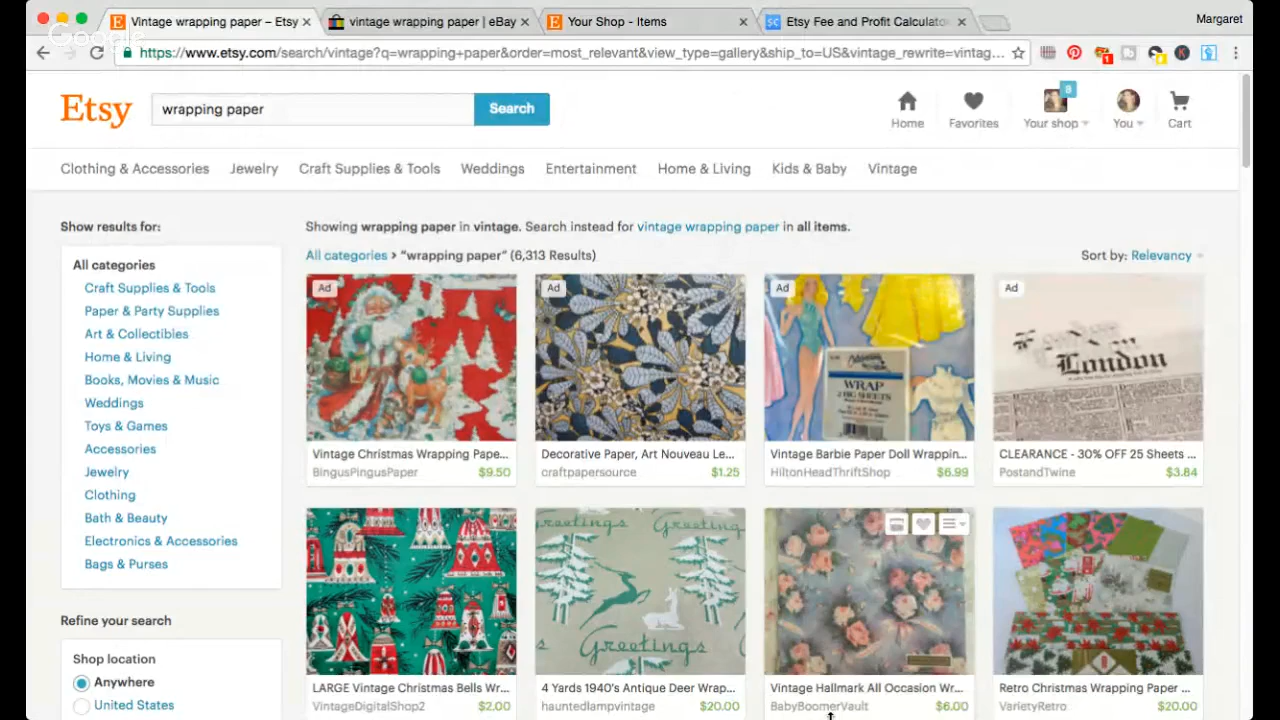 Vintage wrapping paper – Etsy
vintage wrapping paper | eBay
Your Shop - Items
Etsy Fee and Profit Calculato
Margaret
Google
https://www.etsy.com/search/vintage?q=wrapping+paper&order=most_relevant&view_type=gallery&ship_to=US&vintage_rewrite=vintag...
Etsy
wrapping paper
Search
8
Home
Favorites
Your shop
You
Cart
Clothing & Accessories
Jewelry
Craft Supplies & Tools
Weddings
Entertainment
Home & Living
Kids & Baby
Vintage
Show results for:
All categories
Craft Supplies & Tools
Paper & Party Supplies
Art & Collectibles
Home & Living
Books, Movies & Music
Weddings
Toys & Games
Accessories
Jewelry
Clothing
Bath & Beauty
Electronics & Accessories
Bags & Purses
Refine your search
Shop location
Anywhere
United States
Showing wrapping paper in vintage. Search instead for vintage wrapping paper in all items.
All categories › "wrapping paper" (6,313 Results)
Sort by: Relevancy
Ad
Vintage Christmas Wrapping Pape...
BingusPingusPaper $9.50
Ad
Decorative Paper, Art Nouveau Le...
craftpapersource $1.25
Ad
WRAP
2 BIG SHEETS
Vintage Barbie Paper Doll Wrappin...
HiltonHeadThriftShop $6.99
Ad
London
CLEARANCE - 30% OFF 25 Sheets ...
PostandTwine $3.84
LARGE Vintage Christmas Bells Wr...
VintageDigitalShop2 $2.00
Greetings
Greetings
Greetings
4 Yards 1940's Antique Deer Wrap...
hauntedlampvintage $20.00
Vintage Hallmark All Occasion Wr...
BabyBoomerVault $6.00
Retro Christmas Wrapping Paper ...
VarietyRetro $20.00